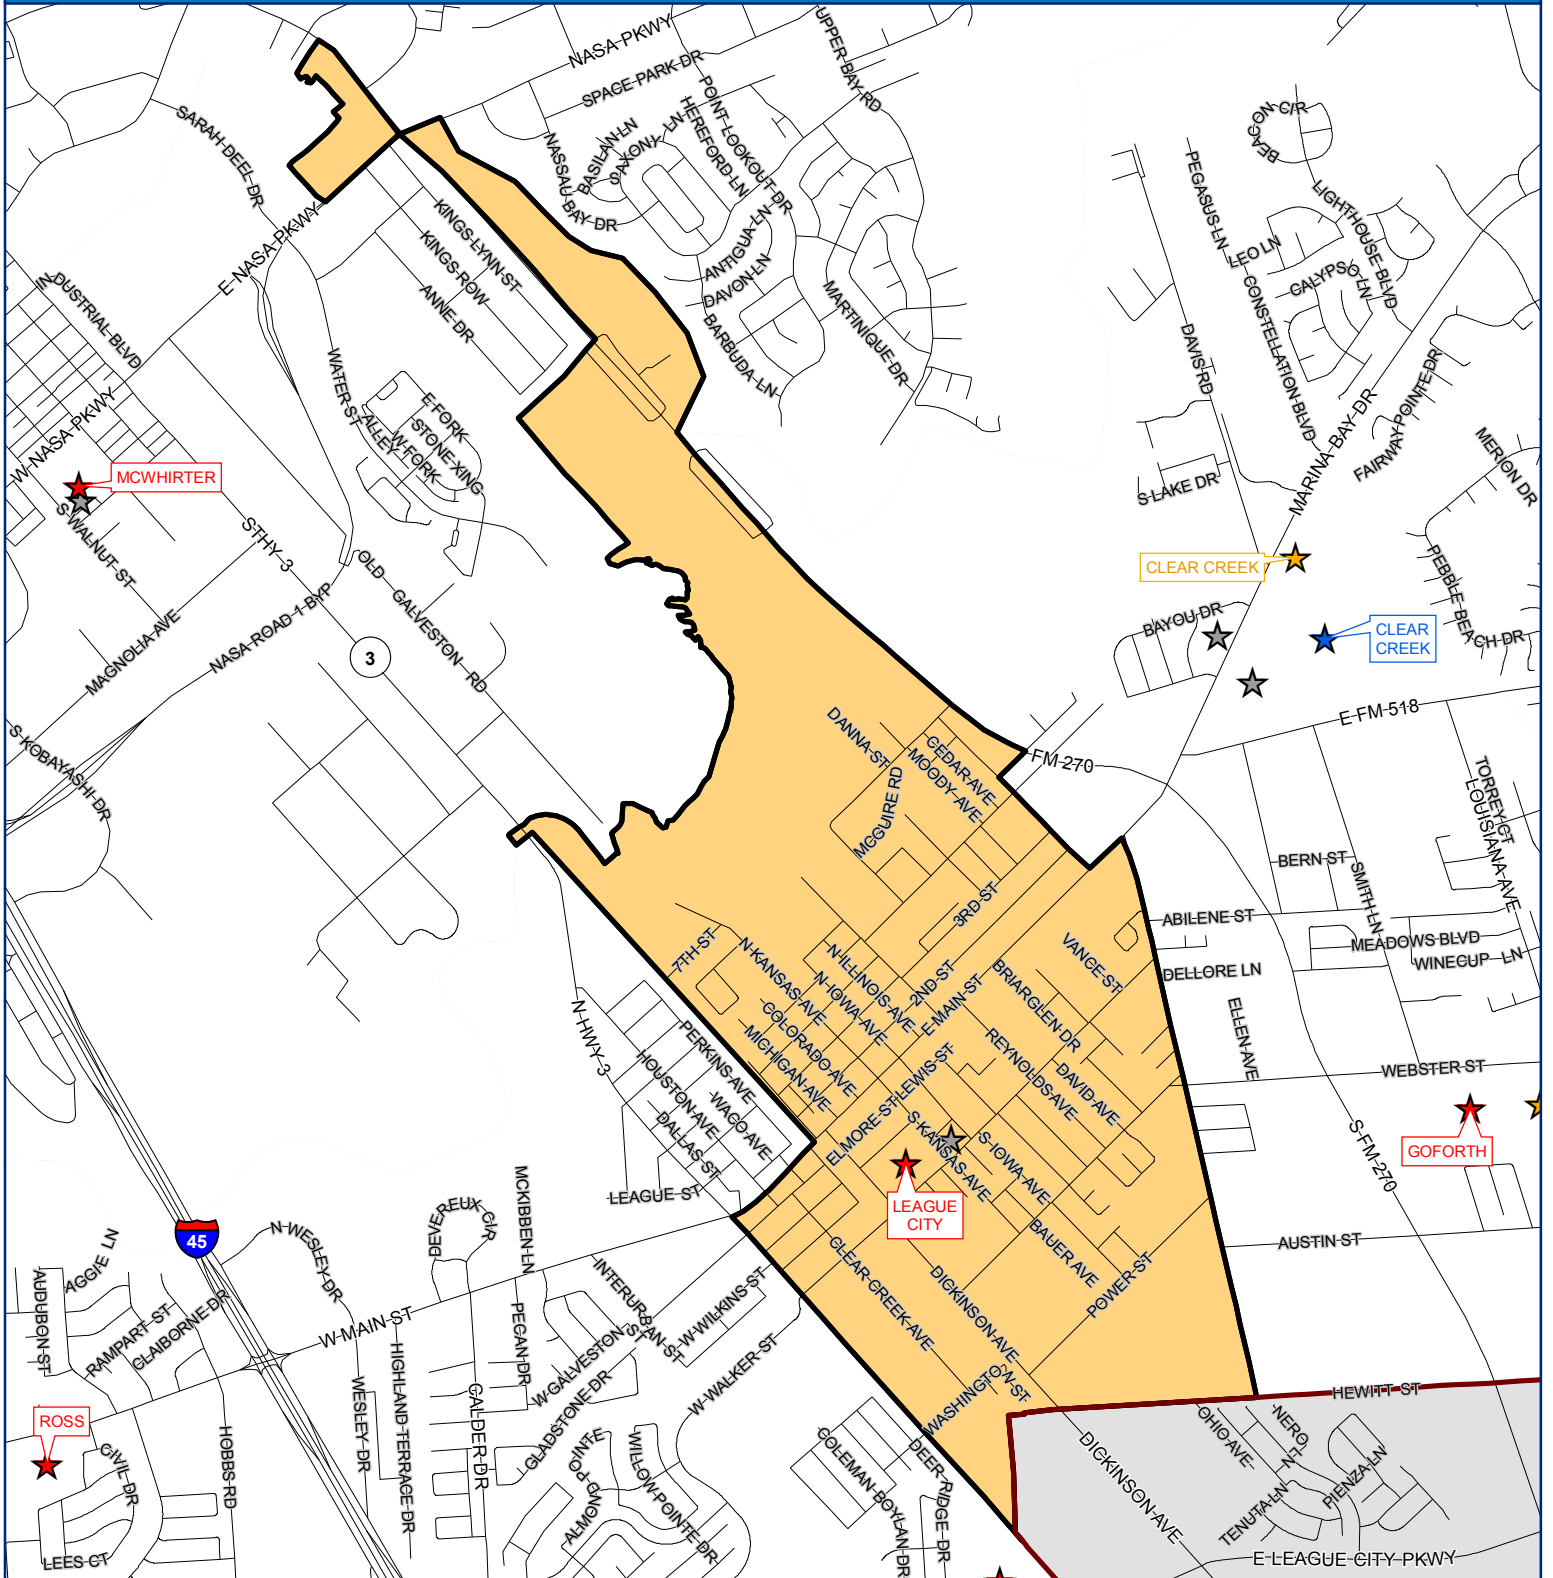 NASA PKWY
SPACE PARK DR
UPPER BAY RD
POINT LOOKOUT DR
HEREFORD LN
SARAH DEEL DR
BASILAN LN
SAXONY LN
NASSAU BAY DR
BEACON CIR
PEGASUS LN
LIGHTHOUSE BLVD
LEO LN
CALYPSO LN
CONSTELLATION BLVD
ANTIGUA LN
DAVON LN
BARBUDA LN
MARTINIQUE DR
KINGS LYNN ST
KINGS ROW
ANNE DR
E NASA PKWY
INDUSTRIAL BLVD
WATER ST
ALLEY
E FORK
STONE XING
W FORK
W NASA PKWY
DAVIS RD
MARINA BAY DR
FAIRWAY POINTE DR
MERION DR
S LAKE DR
MCWHIRTER
S WALNUT ST
STHY 3
OLD GALVESTON RD
NASA ROAD 1 BYP
MAGNOLIA AVE
3
CLEAR CREEK
BAYOU DR
CLEAR
CREEK
PEBBLE BEACH DR
E FM 518
FM 270
S KOBAYASHI DR
DANNA ST
CEDAR AVE
MOODY AVE
MCGUIRE RD
TORREY CT
LOUISIANA AVE
BERN ST
SMITH LN
3RD ST
ABILENE ST
MEADOWS BLVD
WINECUP LN
DELLORE LN
VANCE ST
7TH ST
N KANSAS AVE
N ILLINOIS AVE
N IOWA AVE
2ND ST
E MAIN ST
BRIARGLEN DR
COLORADO AVE
MICHIGAN AVE
REYNOLDS AVE
DAVID AVE
ELLEN AVE
WEBSTER ST
N HWY 3
PERKINS AVE
HOUSTON AVE
WACO AVE
DALLAS ST
LEWIS ST
ELMORE ST
S KANSAS AVE
S IOWA AVE
GOFORTH
S FM 270
LEAGUE ST
LEAGUE
CITY
BAUER AVE
POWER ST
AUSTIN ST
MCKIBBEN LN
DEVEREUX CIR
45
N WESLEY DR
AGGIE LN
AUDUBON ST
RAMPART ST
CLAIBORNE DR
W MAIN ST
INTERURBAN ST
W WILKINS ST
W GALVESTON ST
PECAN DR
CLEAR CREEK AVE
DICKINSON AVE
WASHINGTON ST
W WALKER ST
GLADSTONE DR
HIGHLAND TERRACE DR
WESLEY DR
CALDER DR
HEWITT ST
ROSS
CIVIL DR
HOBBS RD
LEES CT
ALMOND POINTE
WILLOW POINTE DR
COLEMAN BOYLAN DR
DEER RIDGE DR
DICKINSON AVE
OHIO AVE
NERO LN
TENUTA LN
PIENZA LN
E LEAGUE CITY PKWY